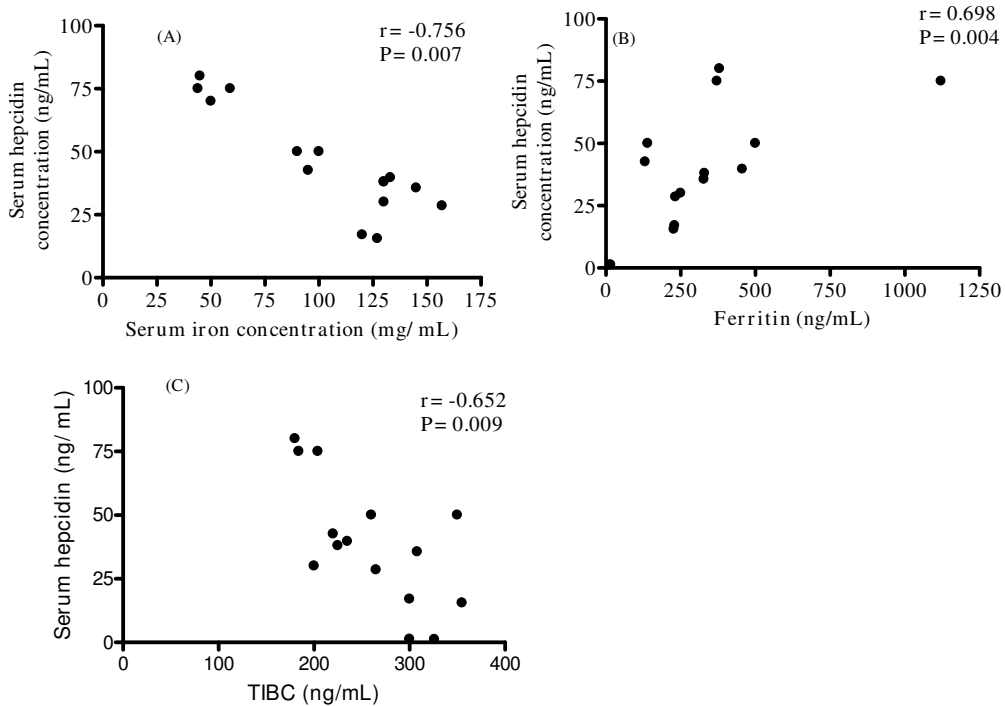 (A)
r= -0.756
P= 0.007
100
75
50
25
0
Serum hepcidin
concentration (ng/mL)
0 25 50 75 100 125 150 175
Serum iron concentration (mg/ mL)
(B)
r= 0.698
P= 0.004
100
75
50
25
0
Serum hepcidin
concentration (ng/mL)
0 250 500 750 1000 1250
Ferritin (ng/mL)
(C)
r= -0.652
P= 0.009
100
75
50
25
0
Serum hepcidin (ng/ mL)
0 100 200 300 400
TIBC (ng/mL)